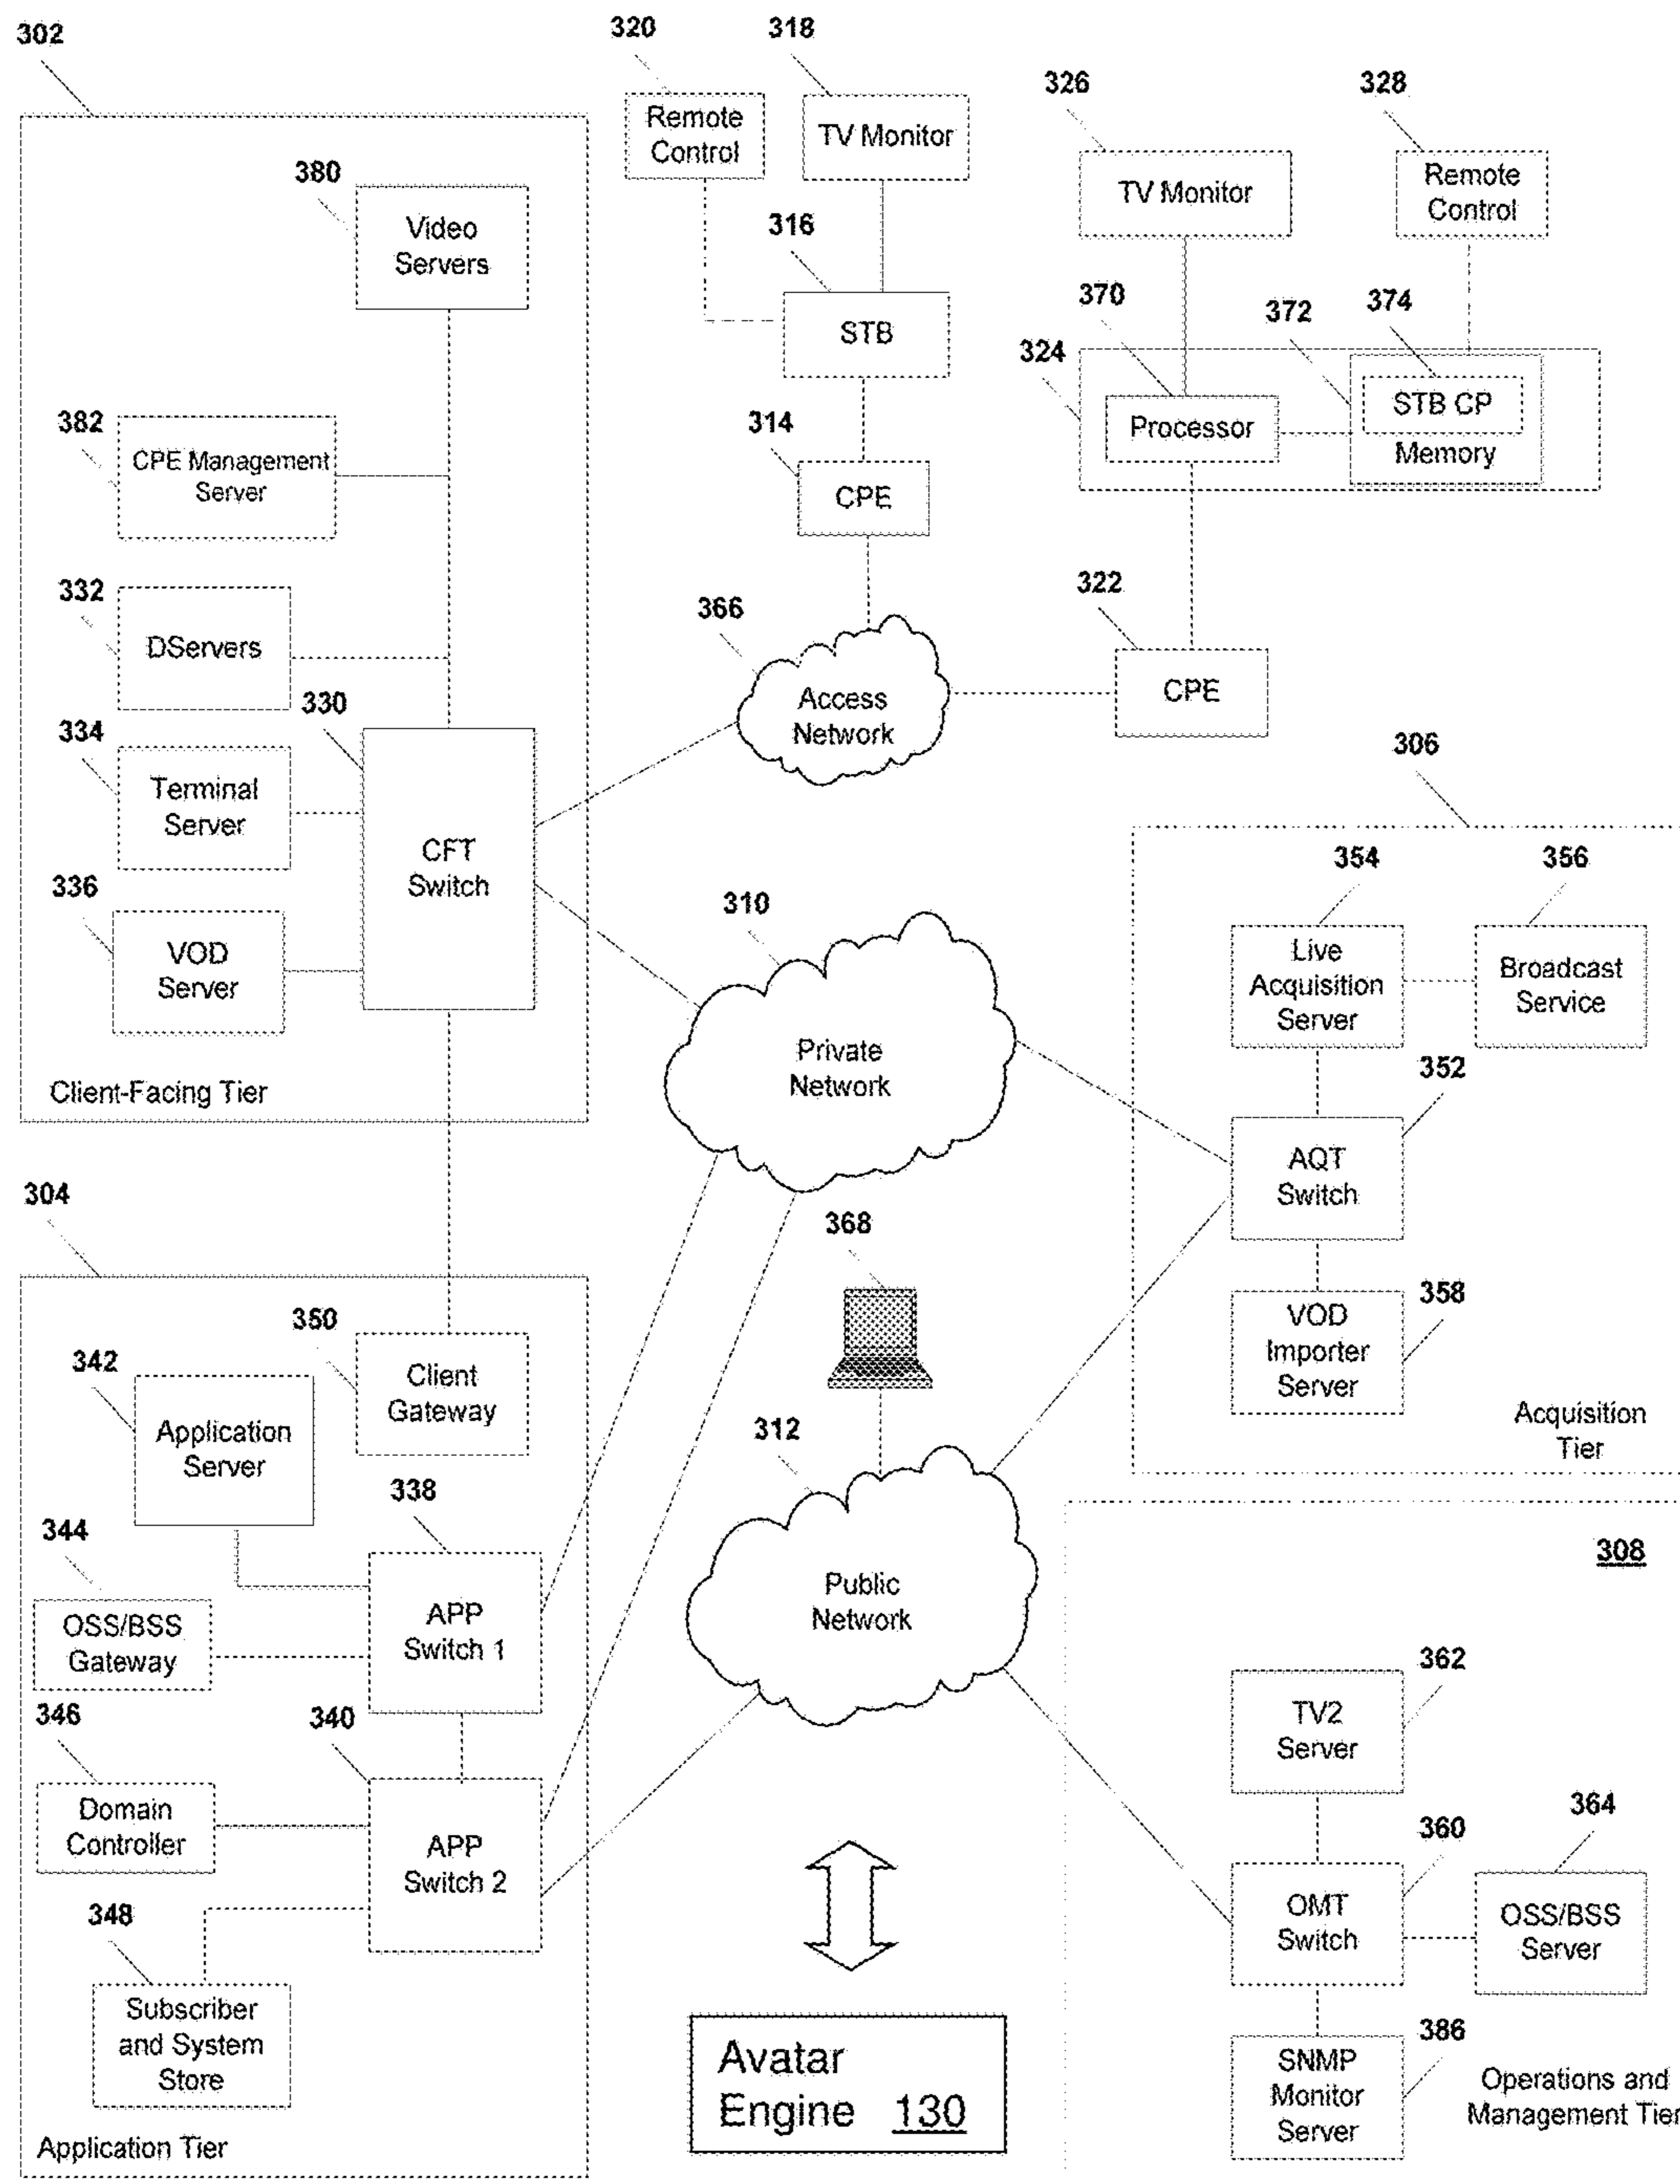 302
320
318
326
328
Remote
Control
TV Monitor
TV Monitor
Remote
Control
380
Video
Servers
316
STB
370
372
374
324
Processor
STB CP
Memory
382
CPE Management
Server
314
CPE
332
DServers
366
Access
Network
322
CPE
330
334
Terminal
Server
CFT
Switch
336
VOD
Server
Client-Facing Tier
310
Private
Network
306
354
356
Live
Acquisition
Server
Broadcast
Service
352
AQT
Switch
358
VOD
Importer
Server
Acquisition
Tier
304
368
350
Client
Gateway
342
Application
Server
312
Public
Network
338
344
OSS/BSS
Gateway
APP
Switch 1
346
340
Domain
Controller
APP
Switch 2
348
Subscriber
and System
Store
Application Tier
308
362
TV2
Server
360
364
OMT
Switch
OSS/BSS
Server
386
SNMP
Monitor
Server
Operations and
Management Tier
Avatar
Engine 130